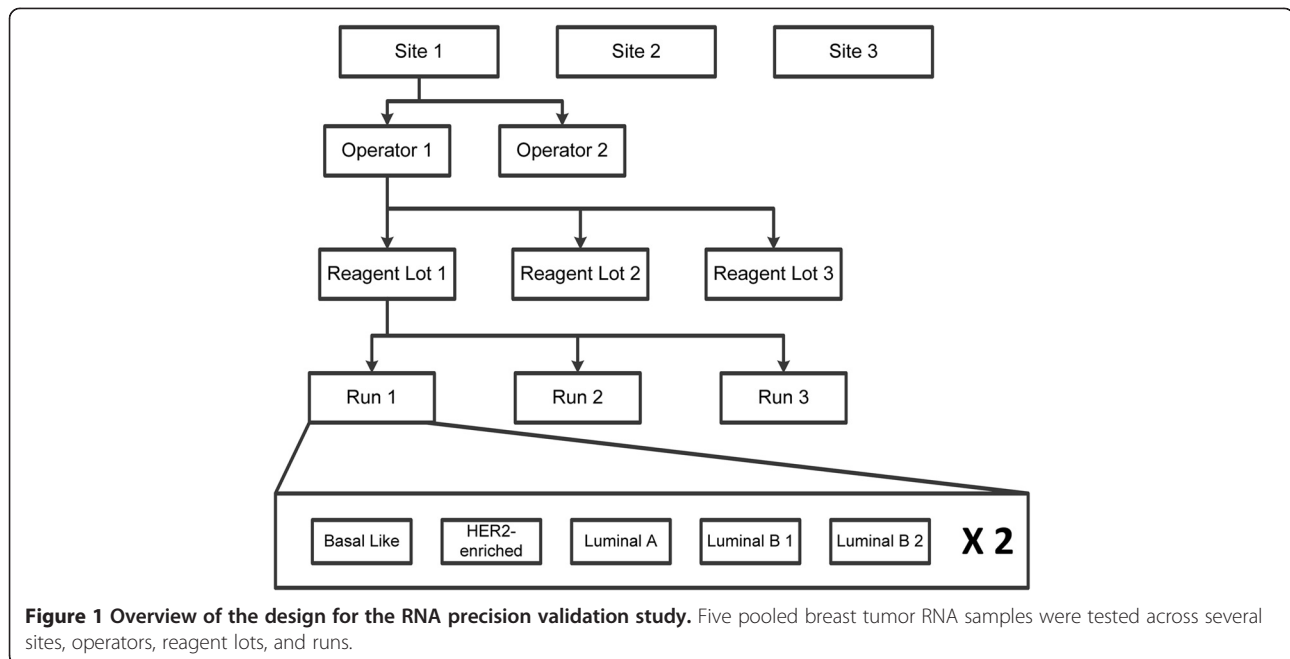 Site 1
Site 2
Site 3
Operator 1
Operator 2
Reagent Lot 1
Reagent Lot 2
Reagent Lot 3
Run 1
Run 2
Run 3
Basal Like
HER2-
enriched
Luminal A
Luminal B 1
Luminal B 2
X 2
Figure 1 Overview of the design for the RNA precision validation study. Five pooled breast tumor RNA samples were tested across several
sites, operators, reagent lots, and runs.